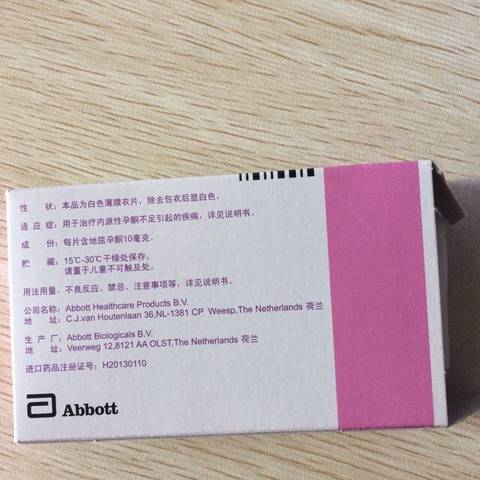 性 状：本品为白色薄膜衣片，除去包衣后显白色。
适 应 症：用于治疗内源性孕酮不足引起的疾病，详见说明书。
成 份：每片含地屈孕酮10毫克。
贮 藏：15℃-30℃干燥处保存。
请置于儿童不可触及处。
用法用量、不良反应、禁忌、注意事项等，详见说明书。
公司名称：Abbott Healthcare Products B.V.
地 址：C.J.van Houtenlaan 36,NL-1381 CP Weesp,The Netherlands 荷兰
生 产 厂：Abbott Biologicals B.V.
地 址：Veerweg 12,8121 AA OLST,The Netherlands 荷兰
进口药品注册证号：H20130110
Abbott